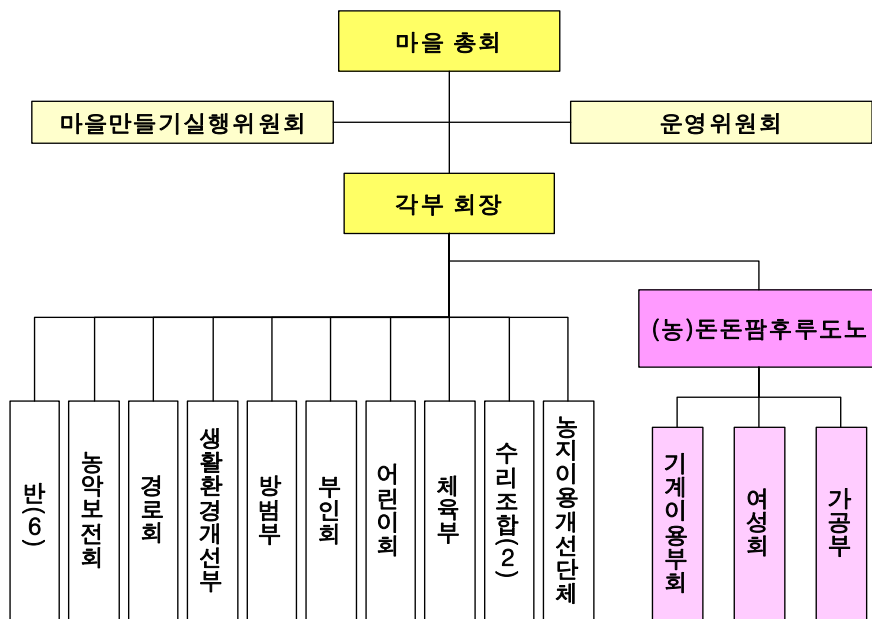 마을 총회
마을만들기실행위원회
운영위원회
각부 회장
(농)돈돈팜후루도노
반(6)
농악보전회
경로회
생활환경개선부
방범부
부인회
어린이회
체육부
수리조합(2)
농지이용개선단체
기계이용부회
여성회
가공부